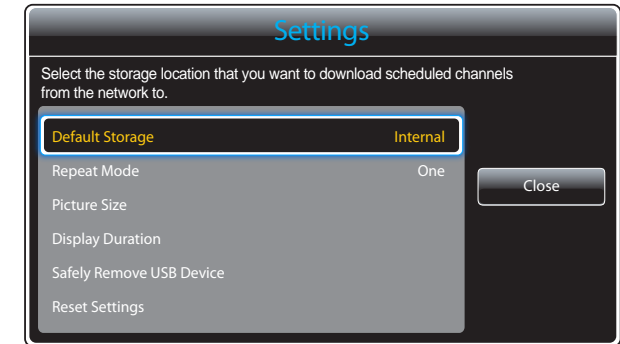 Settings
Select the storage location that you want to download scheduled channels
from the network to.
Default Storage Internal
Repeat Mode One
Picture Size
Display Duration
Safely Remove USB Device
Reset Settings
Close